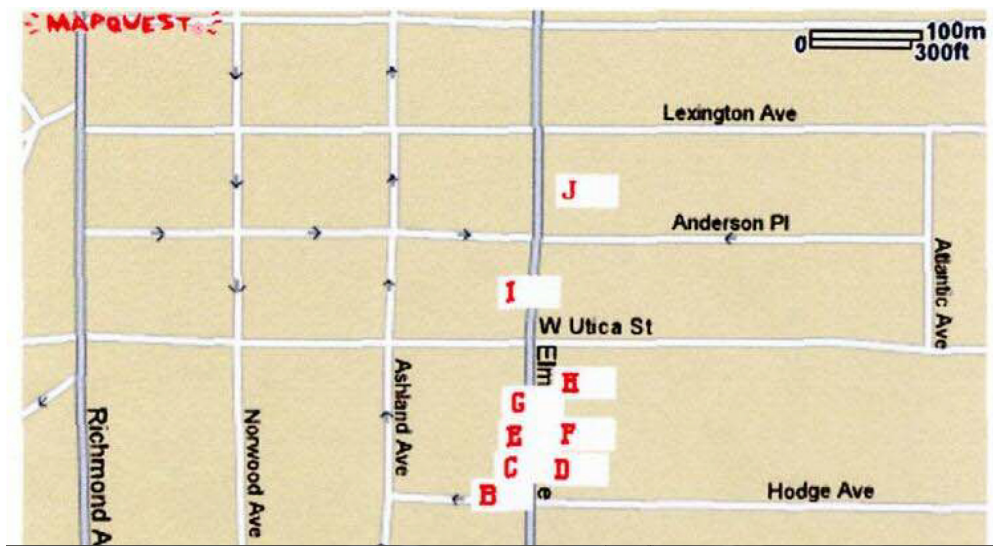 MAPQUEST
100m
0
300ft
Lexington Ave
J
Anderson Pl
Atlantic Ave
I
W Utica St
Elm
H
G
Ashland Ave
E
F
Richmond A
Norwood Ave
C
D
B
e
Hodge Ave